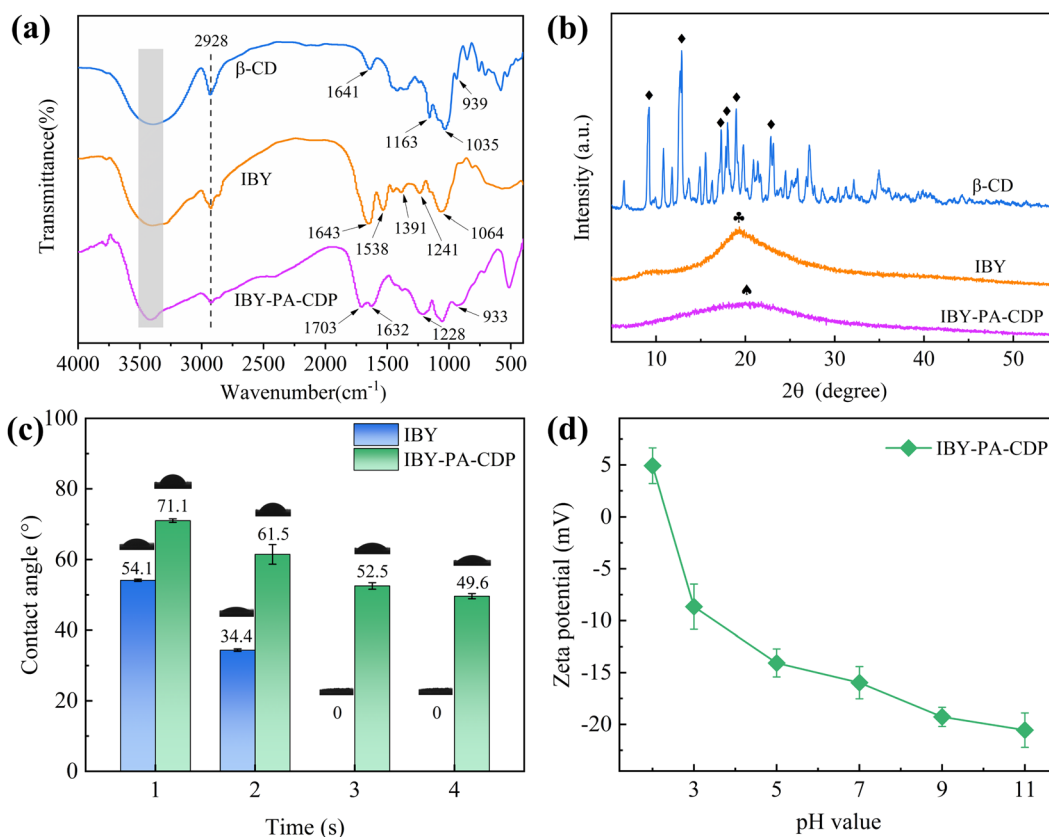 (a)
2928
β-CD
1641
939
1163
1035
IBY
1643
1538
1391
1241
1064
IBY-PA-CDP
1703
1632
1228
933
Transmittance(%)
4000 3500 3000 2500 2000 1500 1000 500
Wavenumber(cm-1)
(b)
β-CD
IBY
IBY-PA-CDP
Intensity (a.u.)
10 20 30 40 50
2θ (degree)
(c)
IBY
IBY-PA-CDP
100
80
60
40
20
0
Contact angle (°)
54.1
71.1
34.4
61.5
0
52.5
0
49.6
1 2 3 4
Time (s)
(d)
IBY-PA-CDP
5
0
-5
-10
-15
-20
Zeta potential (mV)
3 5 7 9 11
pH value